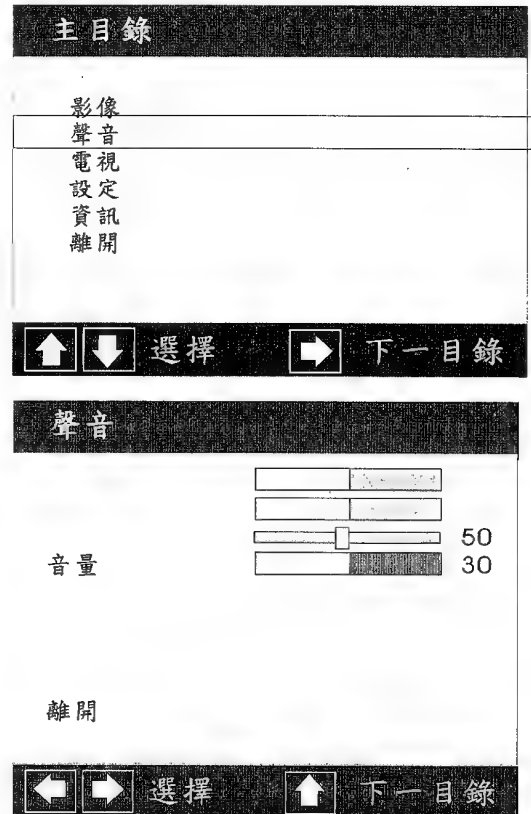 主目錄
影像
聲音
電視
設定
資訊
離開
選擇 下一目錄
聲音
50
音量 30
離開
選擇 下一目錄